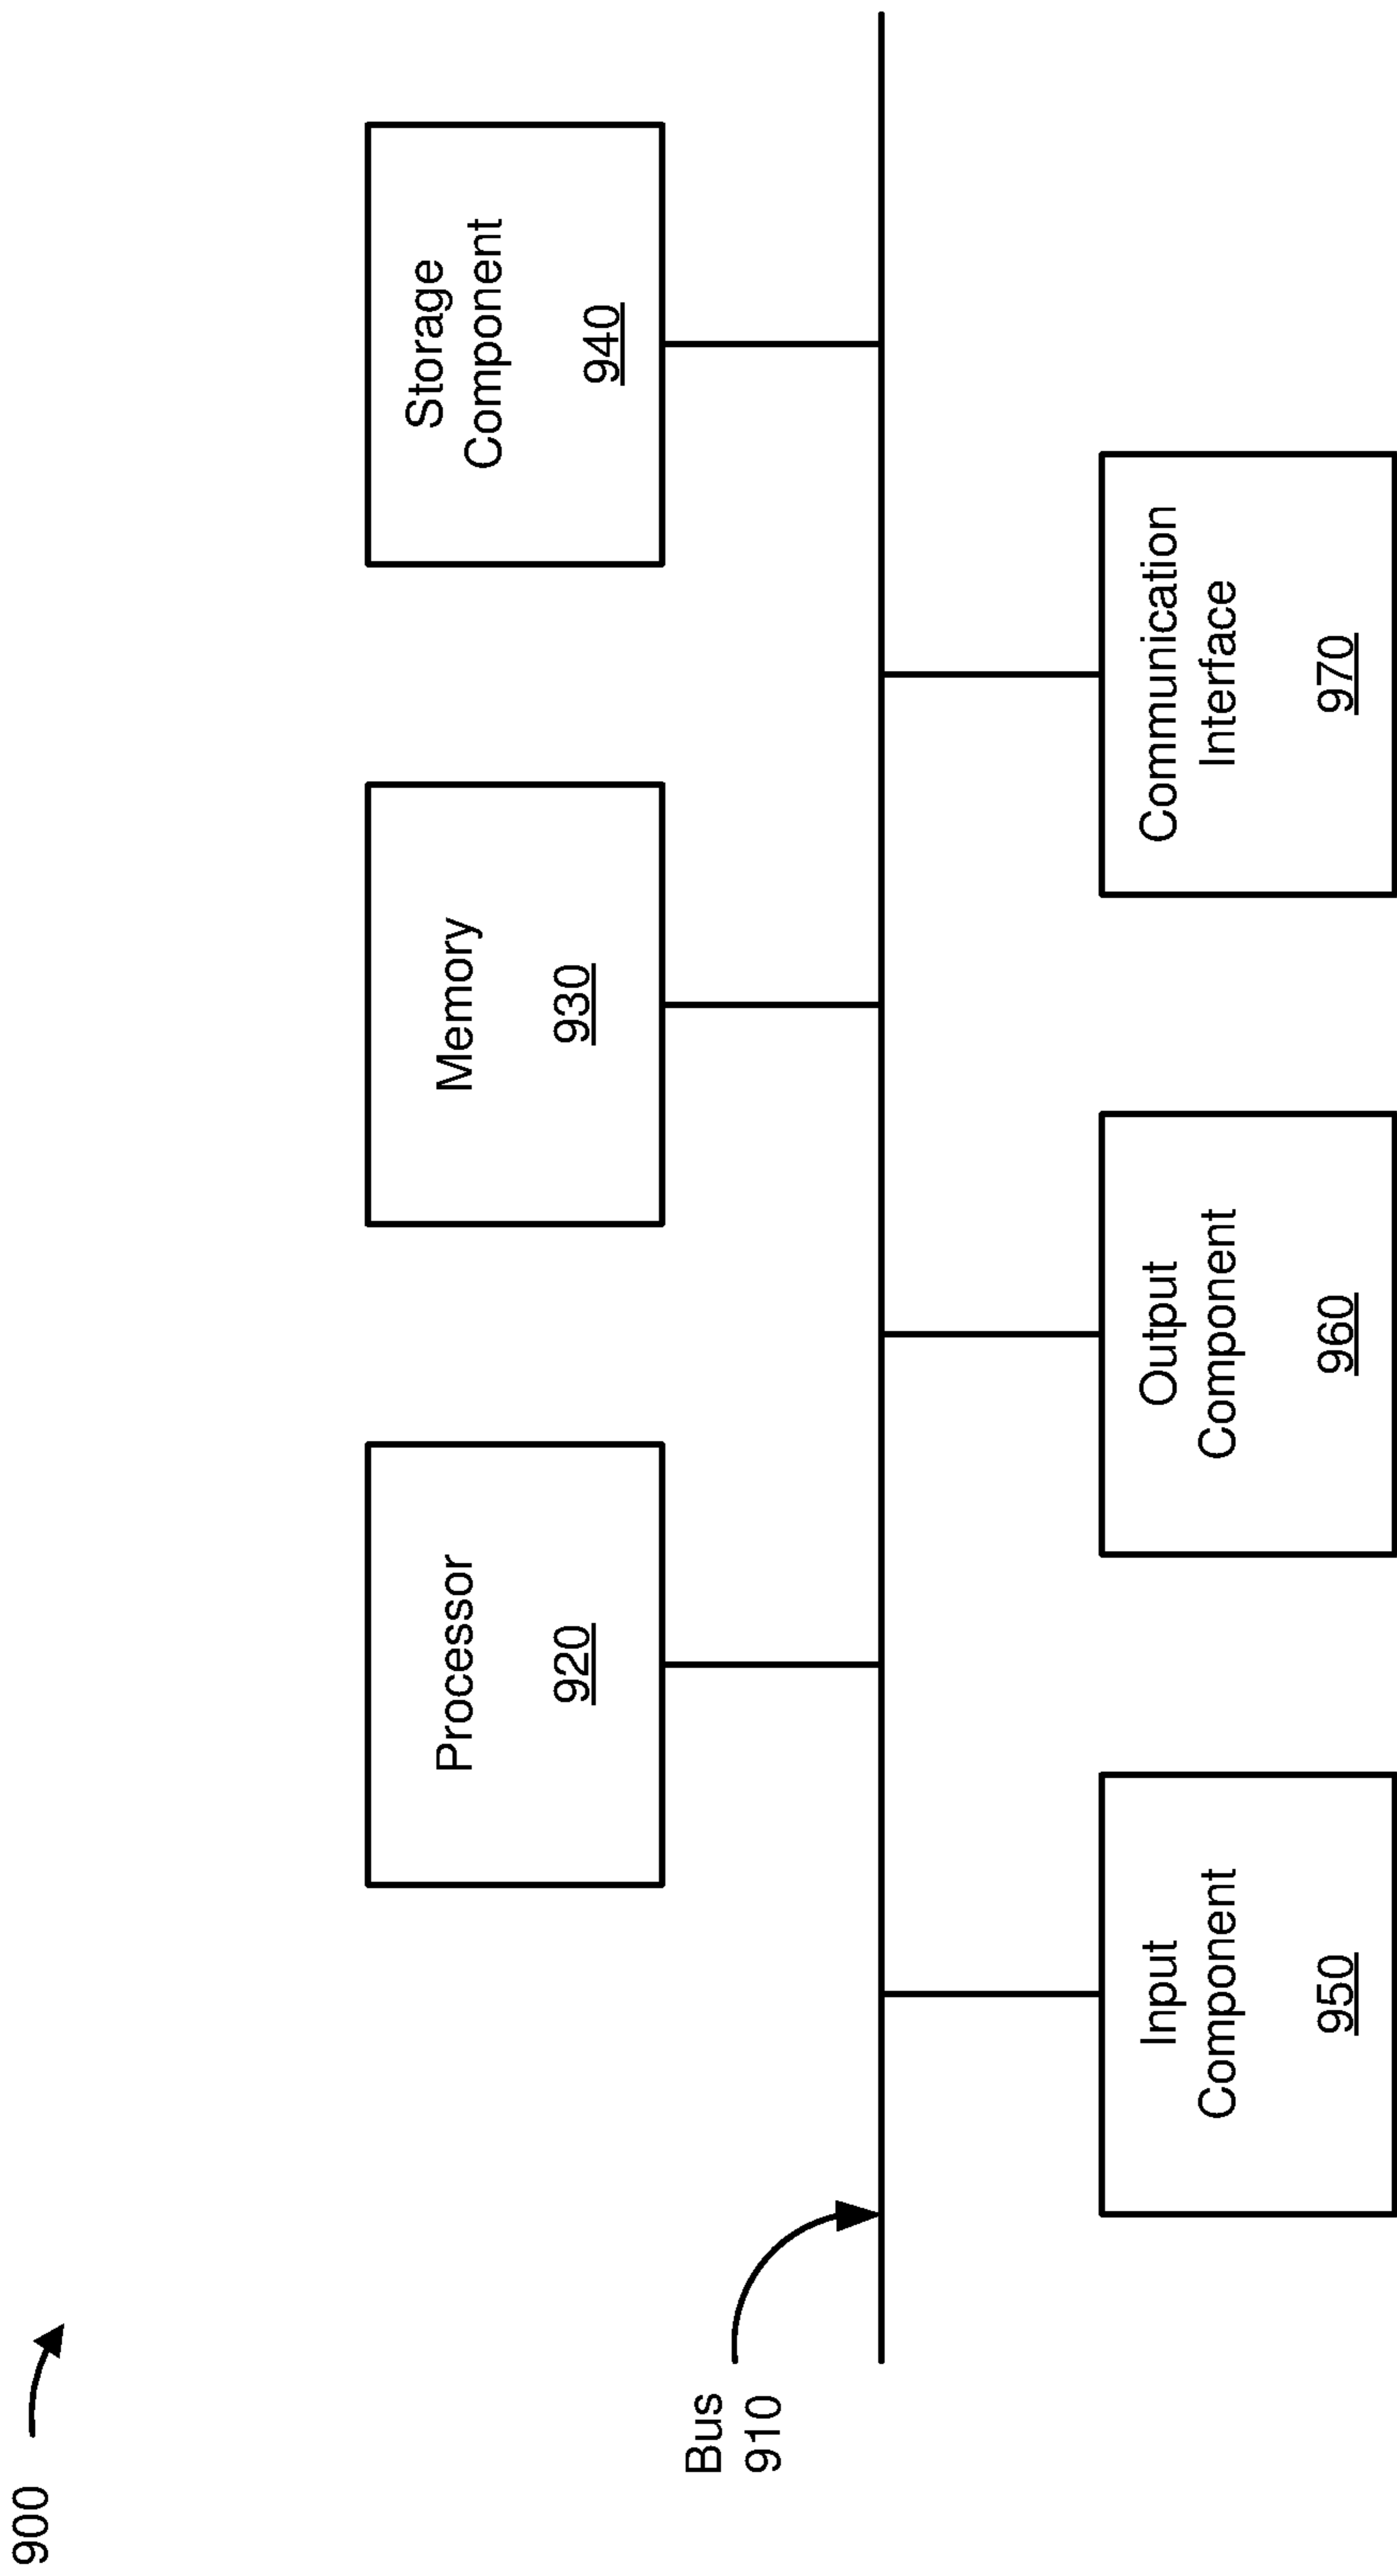 900
Processor
920
Memory
930
Storage
Component
940
Bus
910
Input
Component
950
Output
Component
960
Communication
Interface
970